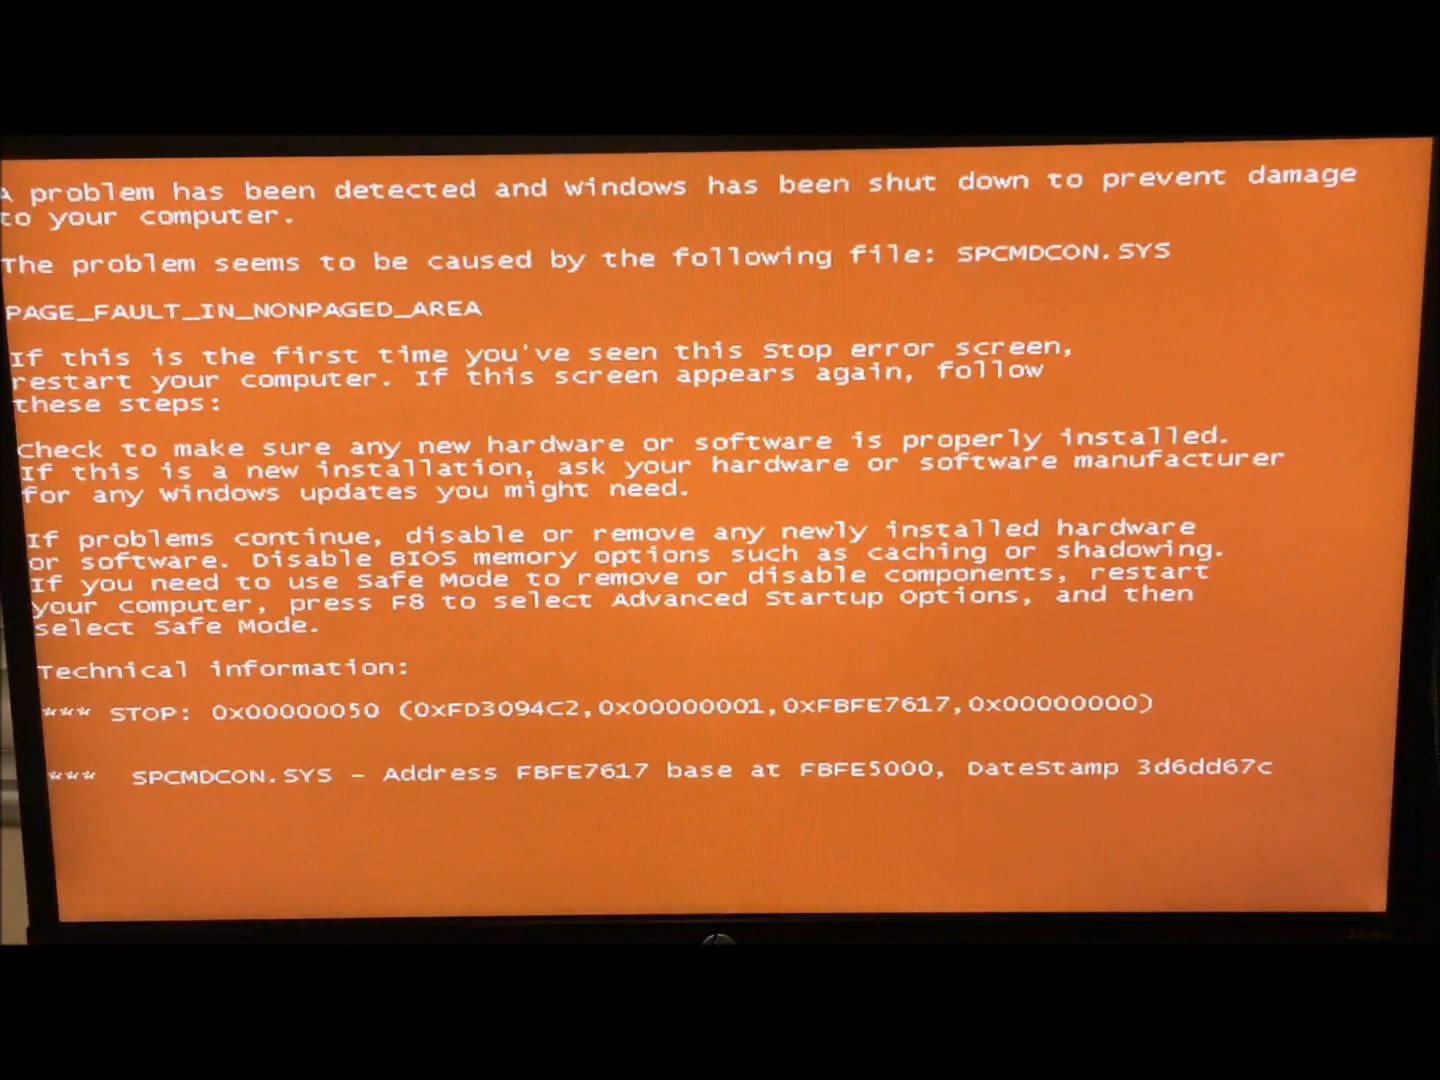 A problem has been detected and Windows has been shut down to prevent damage
to your computer.
The problem seems to be caused by the following file: SPCMDCON.SYS
PAGE_FAULT_IN_NONPAGED_AREA
If this is the first time you've seen this Stop error screen,
restart your computer. If this screen appears again, follow
these steps:
Check to make sure any new hardware or software is properly installed.
If this is a new installation, ask your hardware or software manufacturer
for any Windows updates you might need.
If problems continue, disable or remove any newly installed hardware
or software. Disable BIOS memory options such as caching or shadowing.
If you need to use Safe Mode to remove or disable components, restart
your computer, press F8 to select Advanced Startup Options, and then
select Safe Mode.
Technical information:
*** STOP: 0x00000050 (0xFD3094C2,0x00000001,0xFBFE7617,0x00000000)
*** SPCMDCON.SYS - Address FBFE7617 base at FBFE5000, DateStamp 3d6dd67c